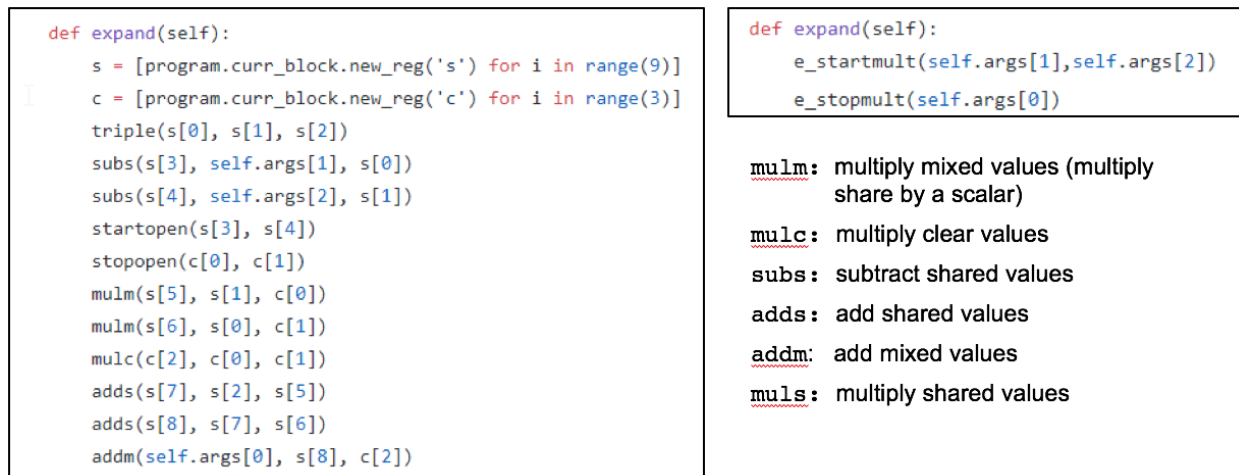 def expand(self):
    s = [program.curr_block.new_reg('s') for i in range(9)]
    c = [program.curr_block.new_reg('c') for i in range(3)]
    triple(s[0], s[1], s[2])
    subs(s[3], self.args[1], s[0])
    subs(s[4], self.args[2], s[1])
    startopen(s[3], s[4])
    stopopen(c[0], c[1])
    mulm(s[5], s[1], c[0])
    mulm(s[6], s[0], c[1])
    mulc(c[2], c[0], c[1])
    adds(s[7], s[2], s[5])
    adds(s[8], s[7], s[6])
    addm(self.args[0], s[8], c[2])
def expand(self):
    e_startmult(self.args[1],self.args[2])
    e_stopmult(self.args[0])
mulm: multiply mixed values (multiply
share by a scalar)
mulc: multiply clear values
subs: subtract shared values
adds: add shared values
addm: add mixed values
muls: multiply shared values